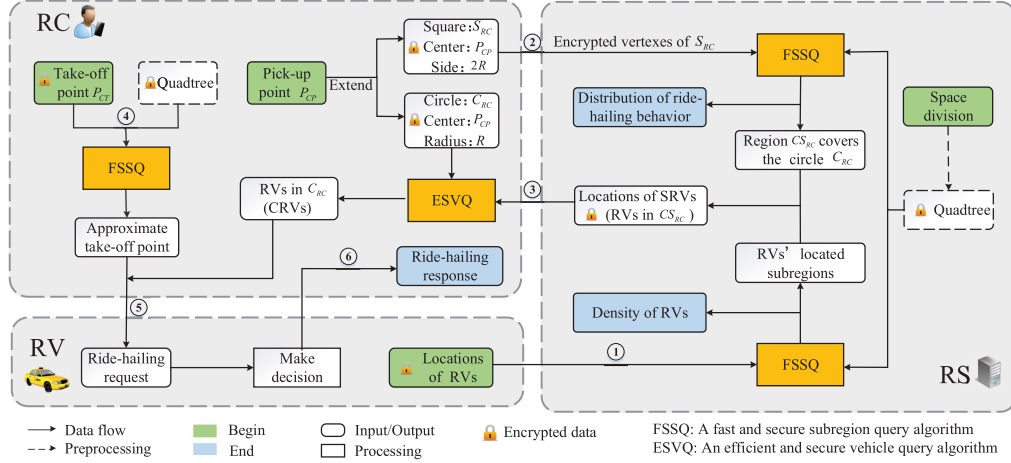 RC
Take-off
point P_CT
Quadtree
④
FSSQ
Approximate
take-off point
Pick-up
point P_CP
Extend
Square: S_RC
Center: P_CP
Side: 2R
Circle: C_RC
Center: P_CP
Radius: R
ESVQ
RVs in C_RC
(CRVs)
⑥
Ride-hailing
response
②
Encrypted vertexes of S_RC
③
FSSQ
Distribution of ride-
hailing behavior
Region CS_RC covers
the circle C_RC
Locations of SRVs
(RVs in CS_RC)
RVs' located
subregions
Density of RVs
FSSQ
Space
division
Quadtree
RS
⑤
RV
Ride-hailing
request
Make
decision
Locations
of RVs
①
Data flow
Preprocessing
Begin
End
Input/Output
Processing
Encrypted data
FSSQ: A fast and secure subregion query algorithm
ESVQ: An efficient and secure vehicle query algorithm